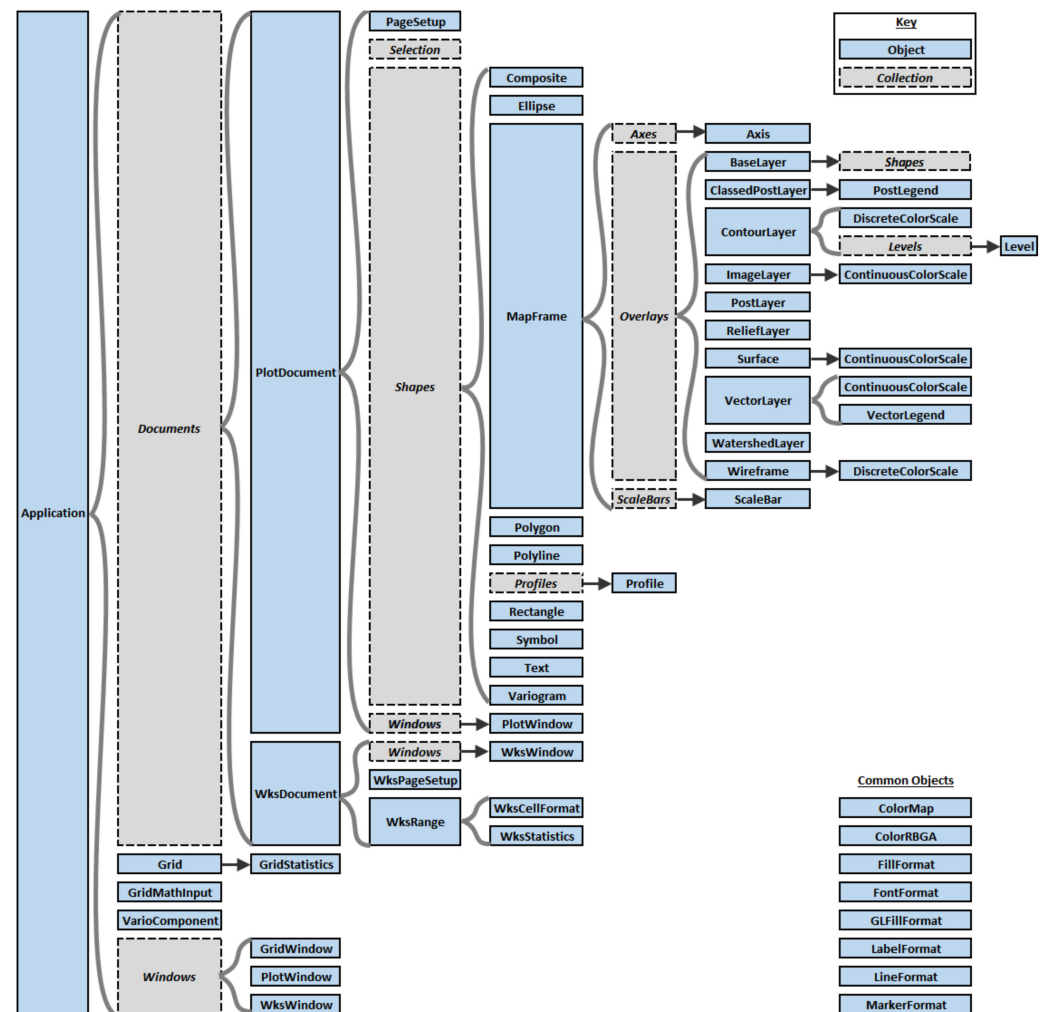 PageSetup
Key
Selection
Object
Composite
Collection
Ellipse
Axes
Axis
BaseLayer
Shapes
ClassedPostLayer
PostLegend
DiscreteColorScale
ContourLayer
Levels
Level
ImageLayer
ContinuousColorScale
PostLayer
MapFrame
Overlays
ReliefLayer
Surface
ContinuousColorScale
PlotDocument
Shapes
ContinuousColorScale
VectorLayer
VectorLegend
Documents
WatershedLayer
Wireframe
DiscreteColorScale
ScaleBars
ScaleBar
Application
Polygon
Polyline
Profiles
Profile
Rectangle
Symbol
Text
Variogram
Windows
PlotWindow
Windows
WksWindow
WksPageSetup
Common Objects
WksDocument
WksCellFormat
ColorMap
WksRange
WksStatistics
ColorRBGA
Grid
GridStatistics
FillFormat
GridMathInput
FontFormat
VarioComponent
GLFillFormat
GridWindow
LabelFormat
Windows
PlotWindow
LineFormat
WksWindow
MarkerFormat